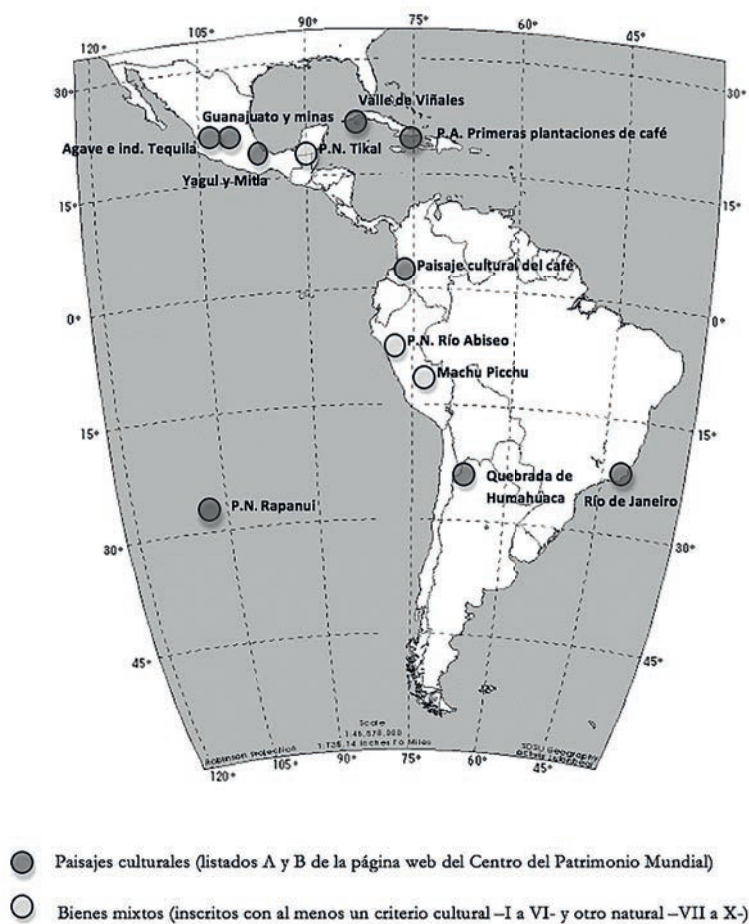 120° 105° 90° 75° 60° 45°
30° 30°
Valle de Viñales
Guanajuato y minas
P.A. Primeras plantaciones de café
Agave e ind. Tequila
P.N. Tikal
Yagul y Mitla
15° 15°
Paisaje cultural del café
0° 0°
P.N. Río Abiseo
Machu Picchu
15° 15°
Quebrada de
Humahuaca
Río de Janeiro
P.N. Rapanui
30° 30°
45° 45°
Scale
Robinson Projection
SDSU Geography
120° 105° 90° 75° 60° 45°
Paisajes culturales (listados A y B de la página web del Centro del Patrimonio Mundial)
Bienes mixtos (inscritos con al menos un criterio cultural –I a VI- y otro natural –VII a X.)